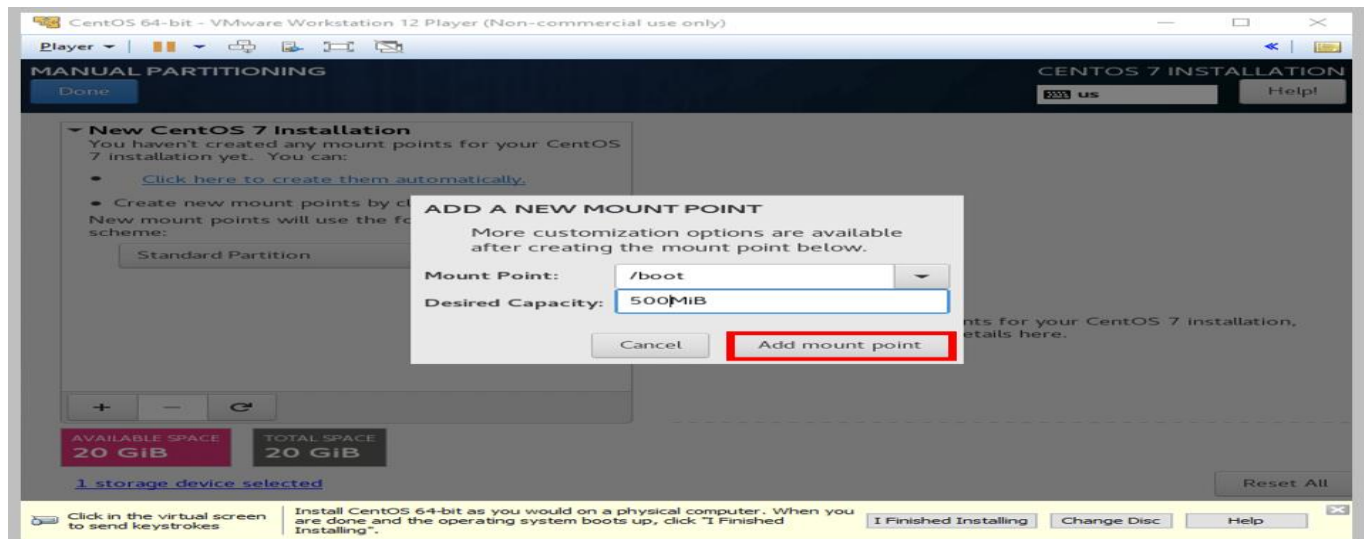 CentOS 64-bit - VMware Workstation 12 Player (Non-commercial use only)
Player
MANUAL PARTITIONING
CENTOS 7 INSTALLATION
Done
us
Help!
New CentOS 7 Installation
You haven't created any mount points for your CentOS
7 installation yet. You can:
Click here to create them automatically.
Create new mount points by
New mount points will use the
scheme:
Standard Partition
ADD A NEW MOUNT POINT
More customization options are available
after creating the mount point below.
Mount Point: /boot
Desired Capacity: 500MiB
Cancel Add mount point
for your CentOS 7 installation,
here.
+ -
AVAILABLE SPACE
20 GiB
TOTAL SPACE
20 GiB
1 storage device selected
Reset All
Click in the virtual screen
to send keystrokes
Install CentOS 64-bit as you would on a physical computer. When you
are done and the operating system boots up, click "I Finished
Installing".
I Finished Installing Change Disc Help